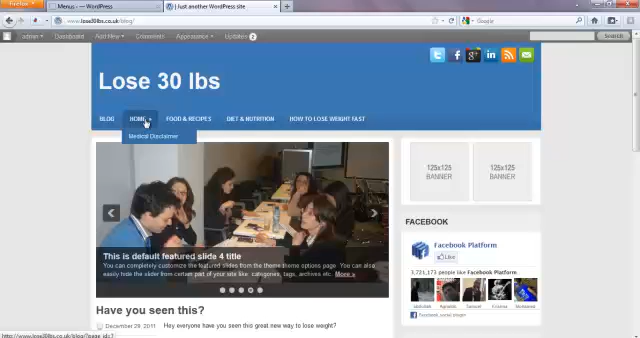 Firefox
Menus — WordPress
| Just another WordPress site
www.lose30lbs.co.uk/blog/
Google
admin
Dashboard
Add New
Comments
Appearance
Updates 2
Search
Lose 30 lbs
BLOG
HOME
FOOD & RECIPES
DIET & NUTRITION
HOW TO LOSE WEIGHT FAST
Medical Disclaimer
125x125
BANNER
125x125
BANNER
This is default featured slide 4 title
You can completely customize the featured slides from the theme theme options page. You can also
easily hide the slider from certain part of your site like: categories, tags, archives etc. More »
FACEBOOK
Facebook Platform
Like
3,721,173 people like Facebook Platform
Facebook social plugin
Have you seen this?
December 29, 2011
Hey everyone have you seen this great new way to lose weight?
http://www.lose30lbs.co.uk/blog/?page_id=2